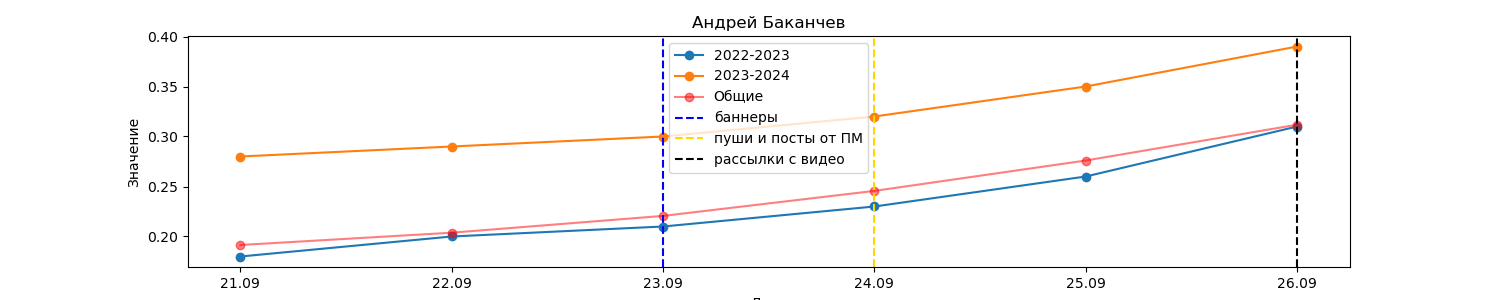 Андрей Баканчев
Значение
0.40
0.35
0.30
0.25
0.20
2022-2023
2023-2024
Общие
баннеры
пуши и посты от ПМ
рассылки с видео
21.09
22.09
23.09
24.09
25.09
26.09